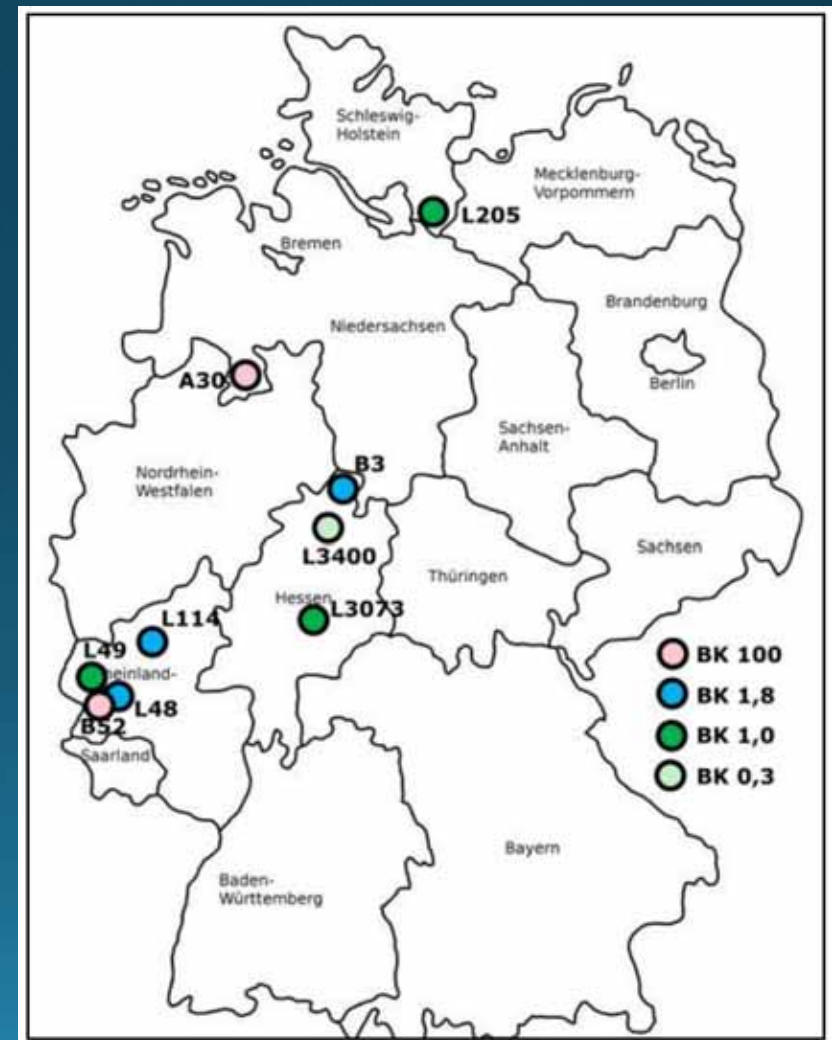 Schleswig-
Holstein
Mecklenburg-
Vorpommern
L205
Bremen
Brandenburg
Niedersachsen
A30
Berlin
Sachsen-
Anhalt
B3
Nordrhein-
Westfalen
L3400
Sachsen
Thüringen
Hessen
L3073
L114
L49
BK 100
einland-
BK 1,8
L48
B52
BK 1,0
Saarland
BK 0,3
Bayern
Baden-
Württemberg